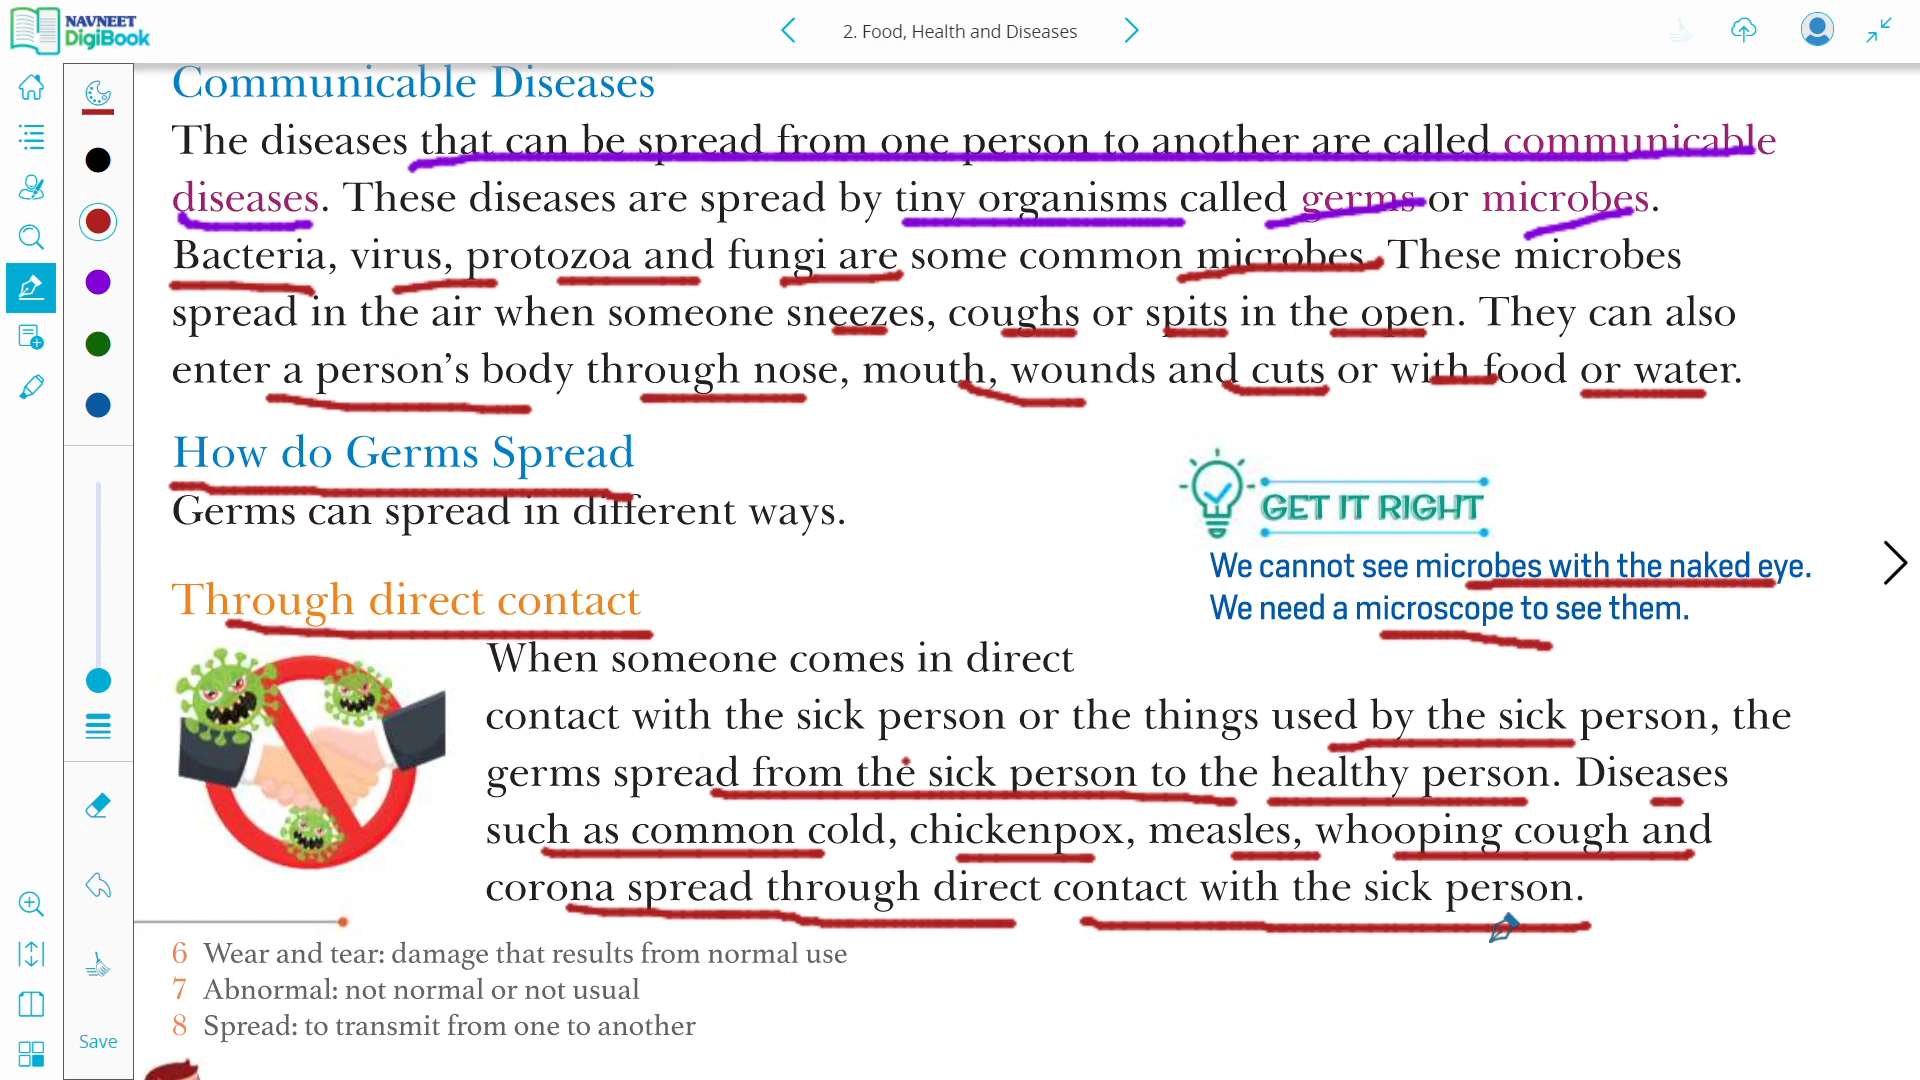 NAVNEET
DigiBook
2. Food, Health and Diseases
Communicable Diseases
The diseases that can be spread from one person to another are called communicable
diseases. These diseases are spread by tiny organisms called germs or microbes.
Bacteria, virus, protozoa and fungi are some common microbes. These microbes
spread in the air when someone sneezes, coughs or spits in the open. They can also
enter a person’s body through nose, mouth, wounds and cuts or with food or water.
How do Germs Spread
Germs can spread in different ways.
GET IT RIGHT
We cannot see microbes with the naked eye.
We need a microscope to see them.
Through direct contact
When someone comes in direct
contact with the sick person or the things used by the sick person, the
germs spread from the sick person to the healthy person. Diseases
such as common cold, chickenpox, measles, whooping cough and
corona spread through direct contact with the sick person.
6 Wear and tear: damage that results from normal use
7 Abnormal: not normal or not usual
8 Spread: to transmit from one to another
Save